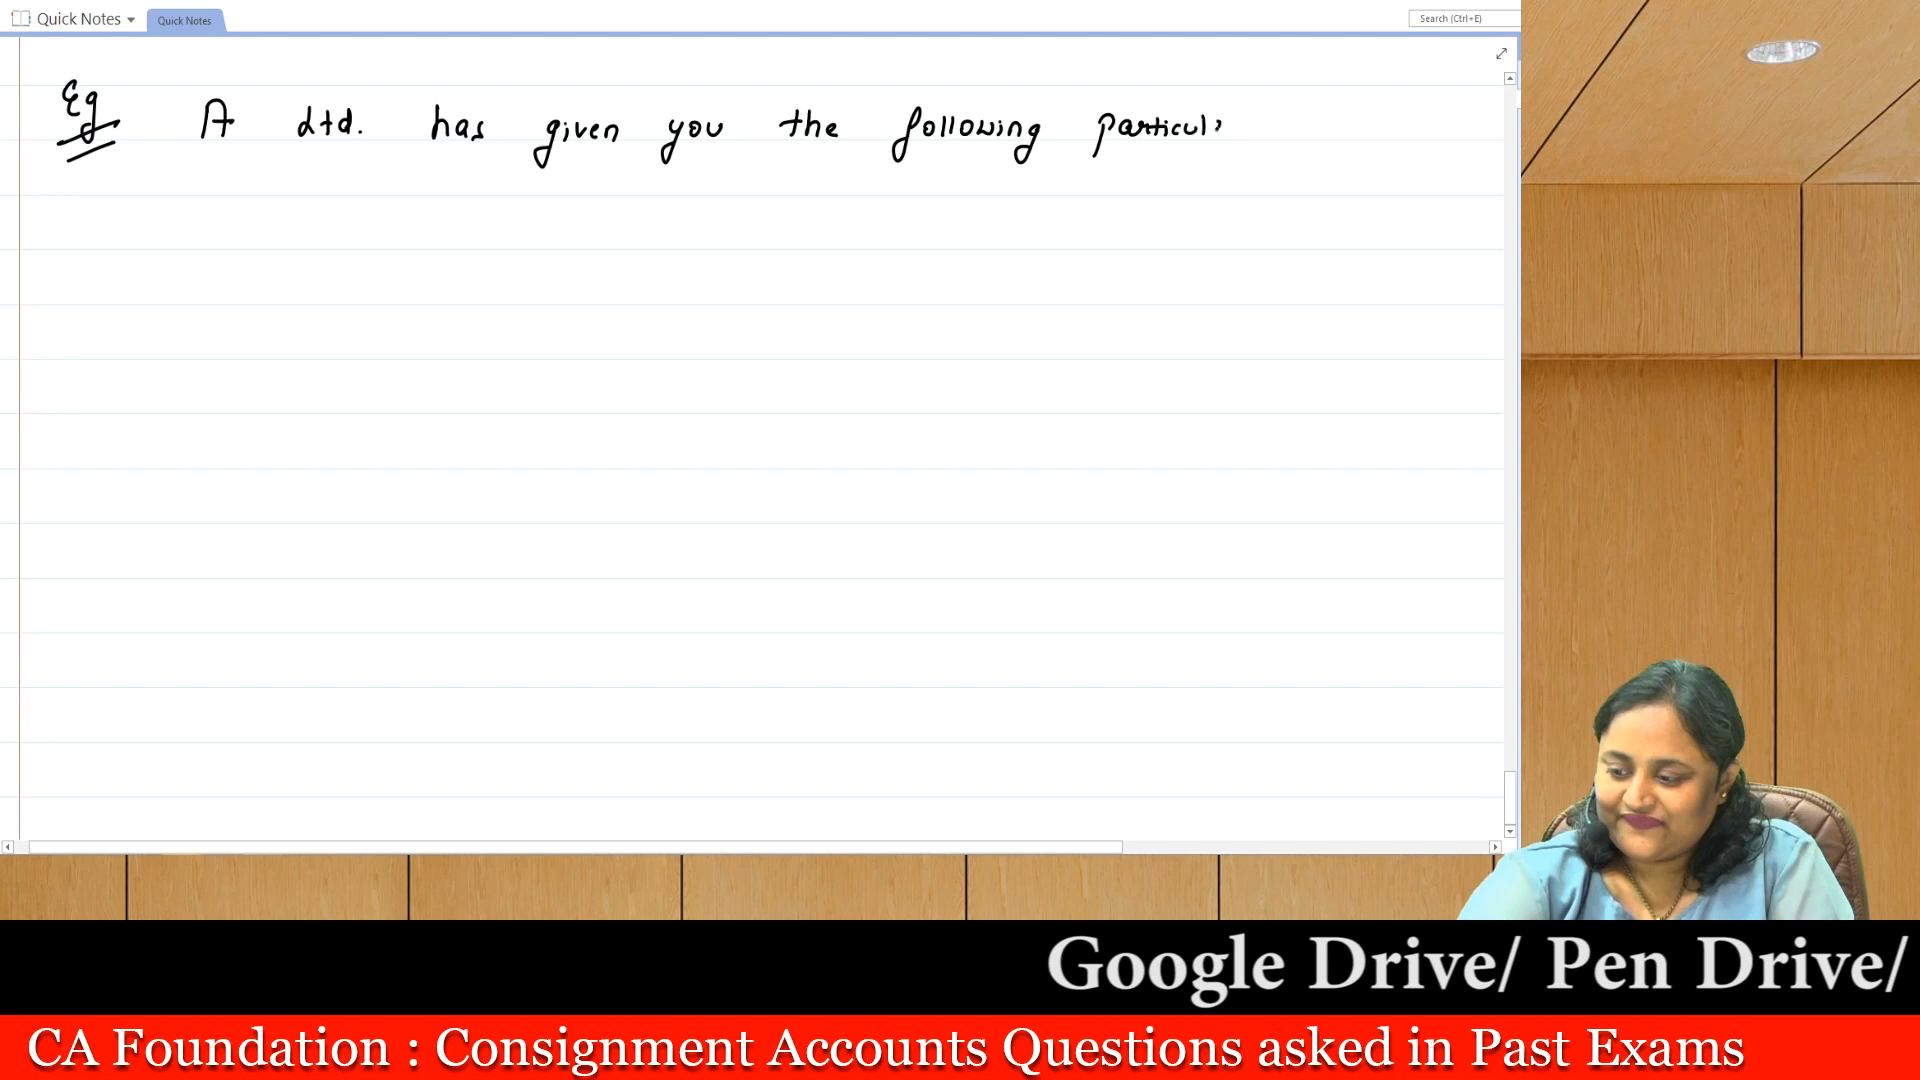 Quick Notes
Quick Notes
Search (Ctrl+E)
Eg A Ltd. has given you the following particul
Google Drive/ Pen Drive/
CA Foundation : Consignment Accounts Questions asked in Past Exams